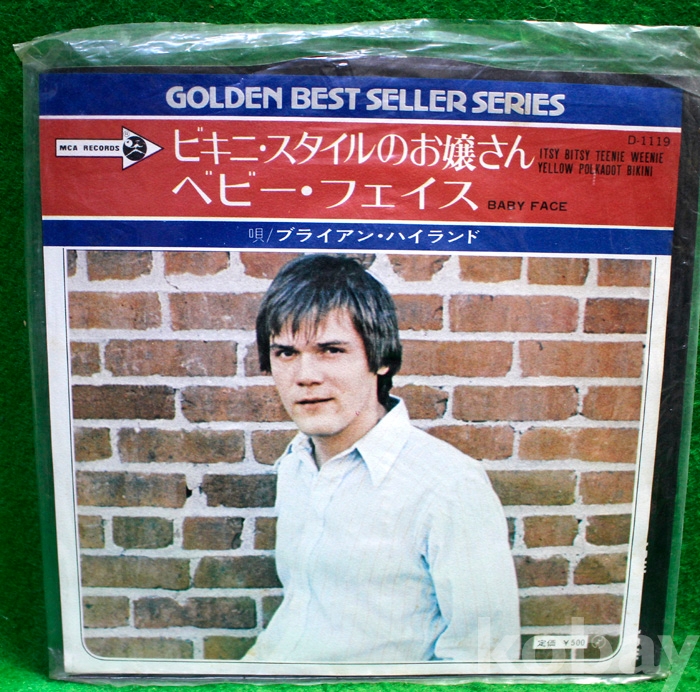 GOLDEN BEST SELLER SERIES
D-1119
MCA RECORDS
ビキニ・スタイルのお嬢さん
ITSY BITSY TEENIE WEENIE
YELLOW POLKADOT BIKINI
ベビー・フェイス
BABY FACE
唄/ブライアン・ハイランド
定価 ¥500
kobay